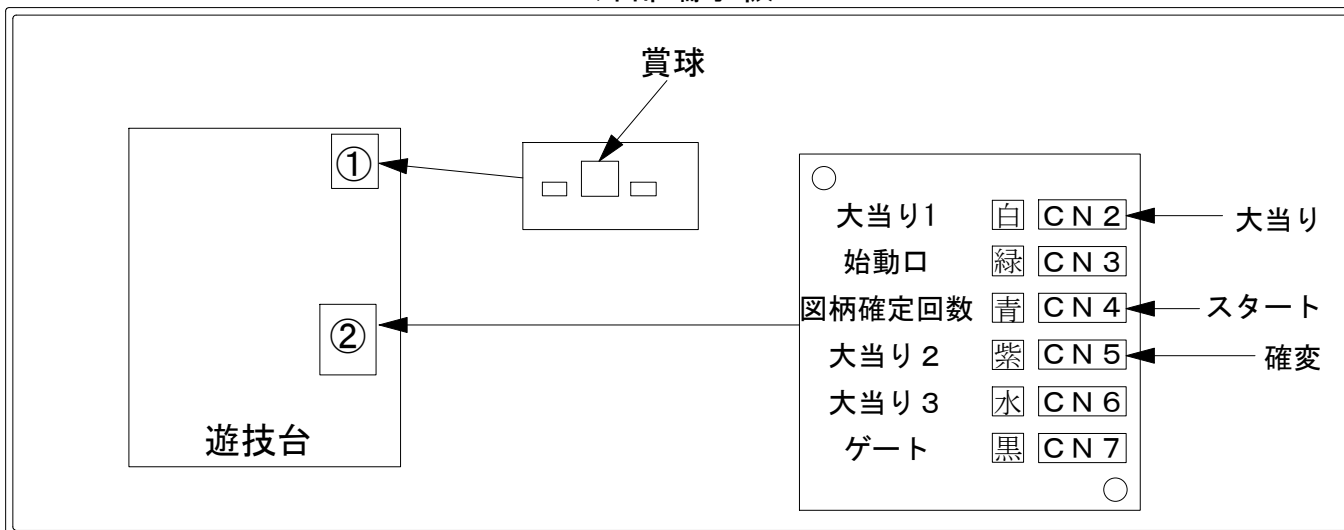 賞球
①
②
遊技台
大当り1 白 CN2 大当り
始動口 緑 CN3
図柄確定回数 青 CN4 スタート
大当り2 紫 CN5 確変
大当り3 水 CN6
ゲート 黒 CN7